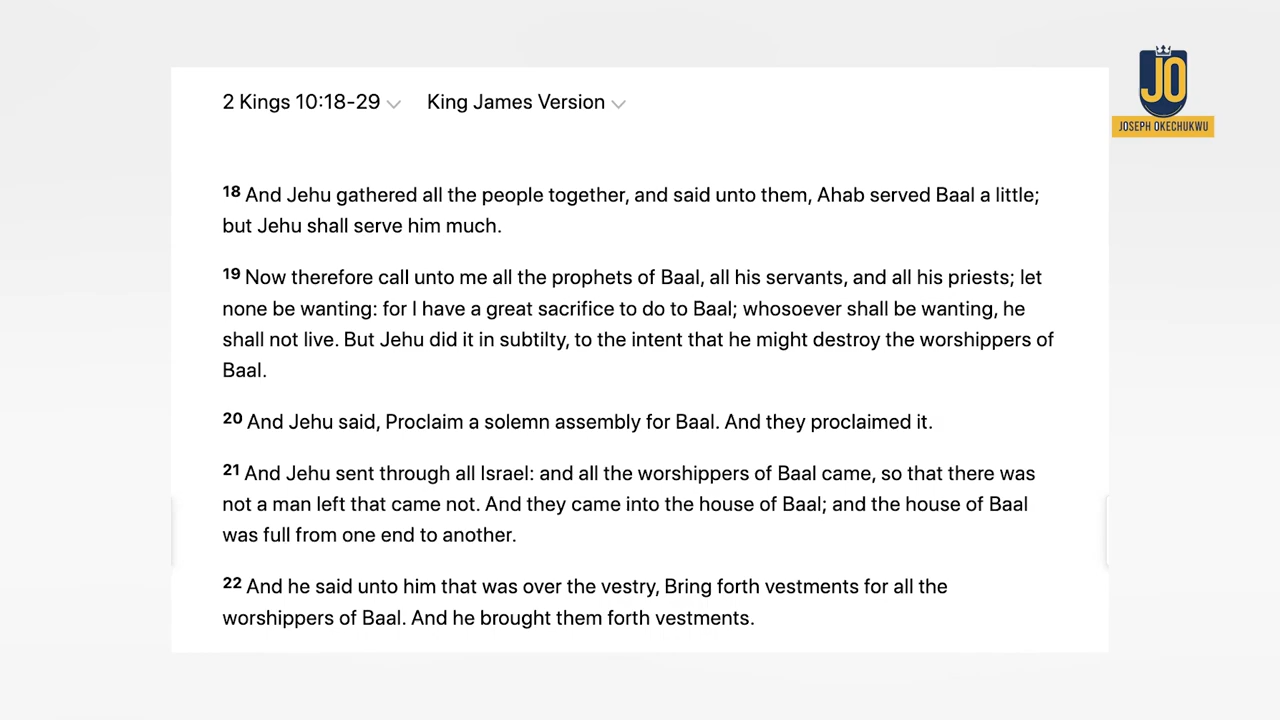 2 Kings 10:18-29 King James Version
JO
JOSEPH OKECHUKWU
18 And Jehu gathered all the people together, and said unto them, Ahab served Baal a little;
but Jehu shall serve him much.
19 Now therefore call unto me all the prophets of Baal, all his servants, and all his priests; let
none be wanting: for I have a great sacrifice to do to Baal; whosoever shall be wanting, he
shall not live. But Jehu did it in subtilty, to the intent that he might destroy the worshippers of
Baal.
20 And Jehu said, Proclaim a solemn assembly for Baal. And they proclaimed it.
21 And Jehu sent through all Israel: and all the worshippers of Baal came, so that there was
not a man left that came not. And they came into the house of Baal; and the house of Baal
was full from one end to another.
22 And he said unto him that was over the vestry, Bring forth vestments for all the
worshippers of Baal. And he brought them forth vestments.